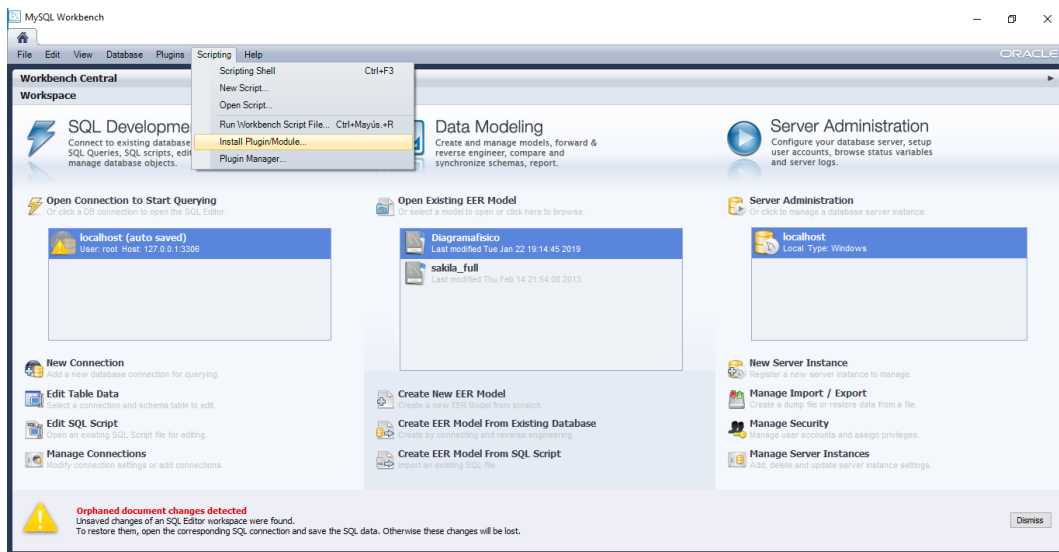 MySQL Workbench
File Edit View Database Plugins Scripting Help
ORACLE
Workbench Central
Workspace
Scripting Shell Ctrl+F3
New Script...
Open Script...
Run Workbench Script File... Ctrl+Mayús.+R
Install Plugin/Module...
Plugin Manager...
SQL Developme
Connect to existing database
SQL Queries, SQL scripts, edit
manage database objects.
Data Modeling
Create and manage models, forward &
reverse engineer, compare and
synchronize schemas, report.
Server Administration
Configure your database server, setup
user accounts, browse status variables
and server logs.
Open Connection to Start Querying
Or click a DB connection to open the SQL Editor.
localhost (auto saved)
User: root Host: 127.0.0.1:3306
New Connection
Add a new database connection for querying.
Edit Table Data
Select a connection and schema table to edit.
Edit SQL Script
Open an existing SQL Script file for editing.
Manage Connections
Modify connection settings or add connections.
Open Existing EER Model
Or select a model to open or click here to browse.
Diagramafisico
Last modified Tue Jan 22 19:14:45 2019
sakila_full
Last modified Thu Feb 14 21:54:08 2013
Create New EER Model
Create a new EER Model from scratch.
Create EER Model From Existing Database
Create by connecting and reverse engineering.
Create EER Model From SQL Script
Import an existing SQL file.
Server Administration
Or click to manage a database server instance.
localhost
Local Type: Windows
New Server Instance
Register a new server instance to manage.
Manage Import / Export
Create a dump file or restore data from a file.
Manage Security
Manage user accounts and assign privileges.
Manage Server Instances
Add, delete and update server instance settings.
Orphaned document changes detected
Unsaved changes of an SQL Editor workspace were found.
To restore them, open the corresponding SQL connection and save the SQL data. Otherwise these changes will be lost.
Dismiss